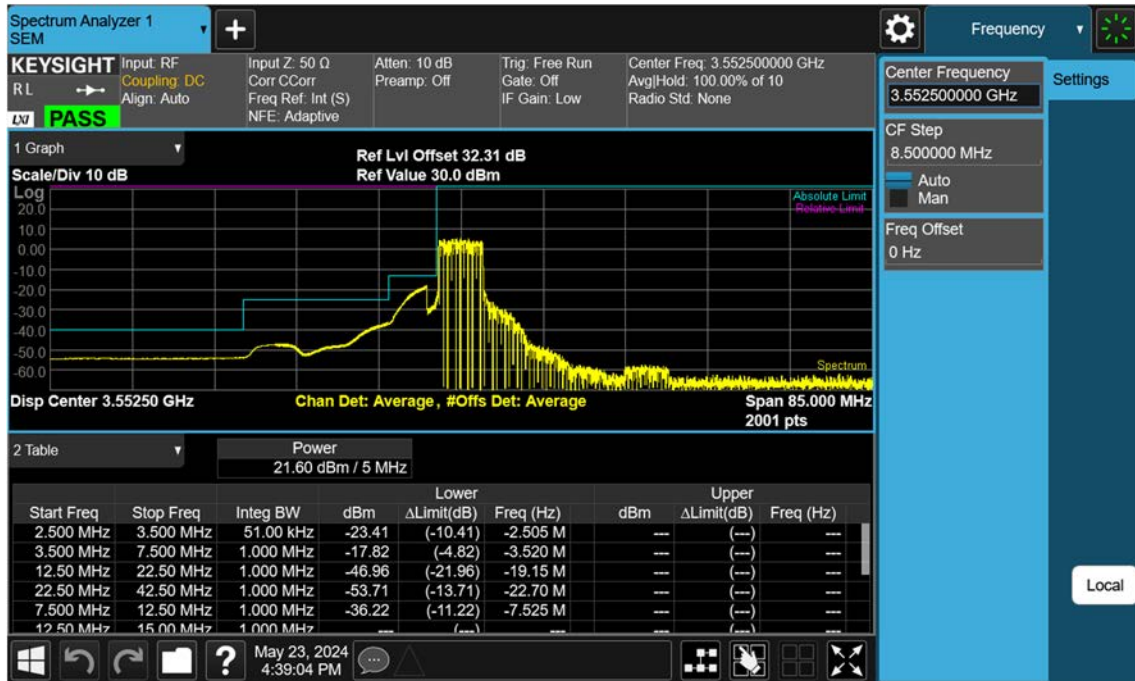 Spectrum Analyzer 1
SEM
+
Frequency
KEYSIGHT
RL
LXI PASS
Input: RF
Coupling: DC
Align: Auto
Input Z: 50 Ω
Corr CCorr
Freq Ref: Int (S)
NFE: Adaptive
Atten: 10 dB
Preamp: Off
Trig: Free Run
Gate: Off
IF Gain: Low
Center Freq: 3.552500000 GHz
Avg|Hold: 100.00% of 10
Radio Std: None
Center Frequency
3.552500000 GHz
Settings
CF Step
8.500000 MHz
Auto
Man
Freq Offset
0 Hz
Local
1 Graph
Scale/Div 10 dB
Ref Lvl Offset 32.31 dB
Ref Value 30.0 dBm
Log
20.0
10.0
0.00
-10.0
-20.0
-30.0
-40.0
-50.0
-60.0
Absolute Limit
Relative Limit
Spectrum
Disp Center 3.55250 GHz
Chan Det: Average, #Offs Det: Average
Span 85.000 MHz
2001 pts
2 Table
Power
21.60 dBm / 5 MHz
Lower Upper
Start Freq Stop Freq Integ BW dBm ΔLimit(dB) Freq (Hz) dBm ΔLimit(dB) Freq (Hz)
2.500 MHz 3.500 MHz 51.00 kHz -23.41 (-10.41) -2.505 M --- (---) ---
3.500 MHz 7.500 MHz 1.000 MHz -17.82 (-4.82) -3.520 M --- (---) ---
12.50 MHz 22.50 MHz 1.000 MHz -46.96 (-21.96) -19.15 M --- (---) ---
22.50 MHz 42.50 MHz 1.000 MHz -53.71 (-13.71) -22.70 M --- (---) ---
7.500 MHz 12.50 MHz 1.000 MHz -36.22 (-11.22) -7.525 M --- (---) ---
12.50 MHz 15.00 MHz 1.000 MHz --- (---) --- --- (---) ---
?
May 23, 2024
4:39:04 PM